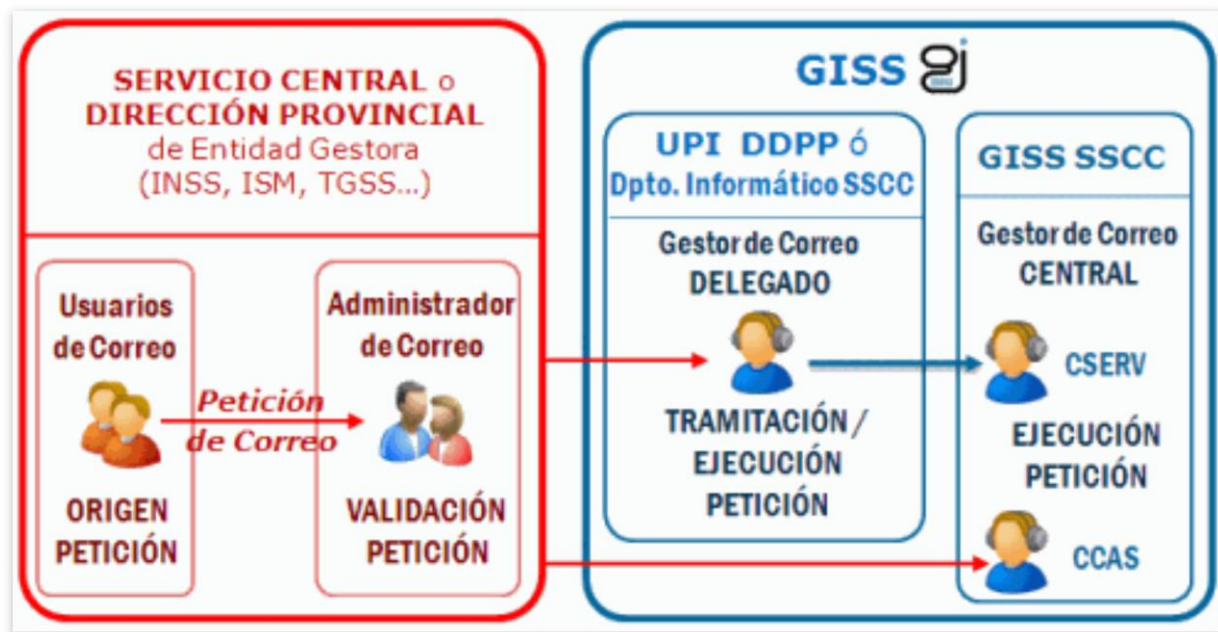 SERVICIO CENTRAL o
DIRECCIÓN PROVINCIAL
de Entidad Gestora
(INSS, ISM, TGSS...)
Usuarios
de Correo
Petición
de Correo
ORIGEN
PETICIÓN
Administrador
de Correo
VALIDACIÓN
PETICIÓN
GISS
UPI DDPP ó
Dpto. Informático SSCC
Gestor de Correo
DELEGADO
TRAMITACIÓN /
EJECUCIÓN
PETICIÓN
GISS SSCC
Gestor de Correo
CENTRAL
CSERV
EJECUCIÓN
PETICIÓN
CCAS